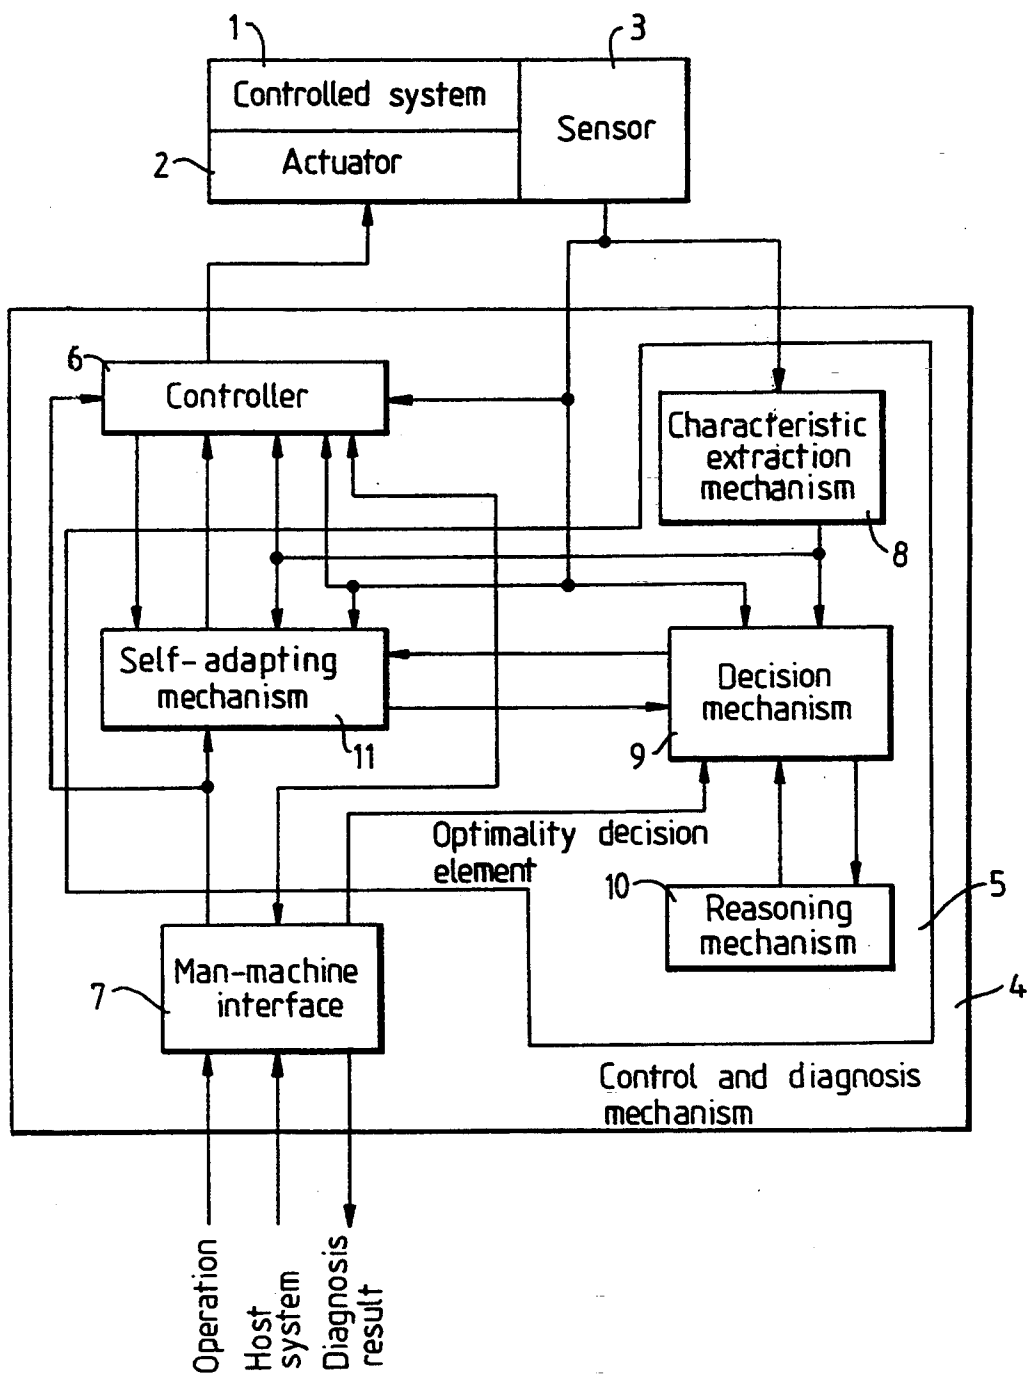 1
3
Controlled system
Sensor
2
Actuator
6
Controller
Characteristic
extraction
mechanism
8
Self-adapting
mechanism
11
Decision
mechanism
9
Optimality decision
element
10
Reasoning
mechanism
5
4
7
Man-machine
interface
Control and diagnosis
mechanism
Operation
Host
system
Diagnosis
result